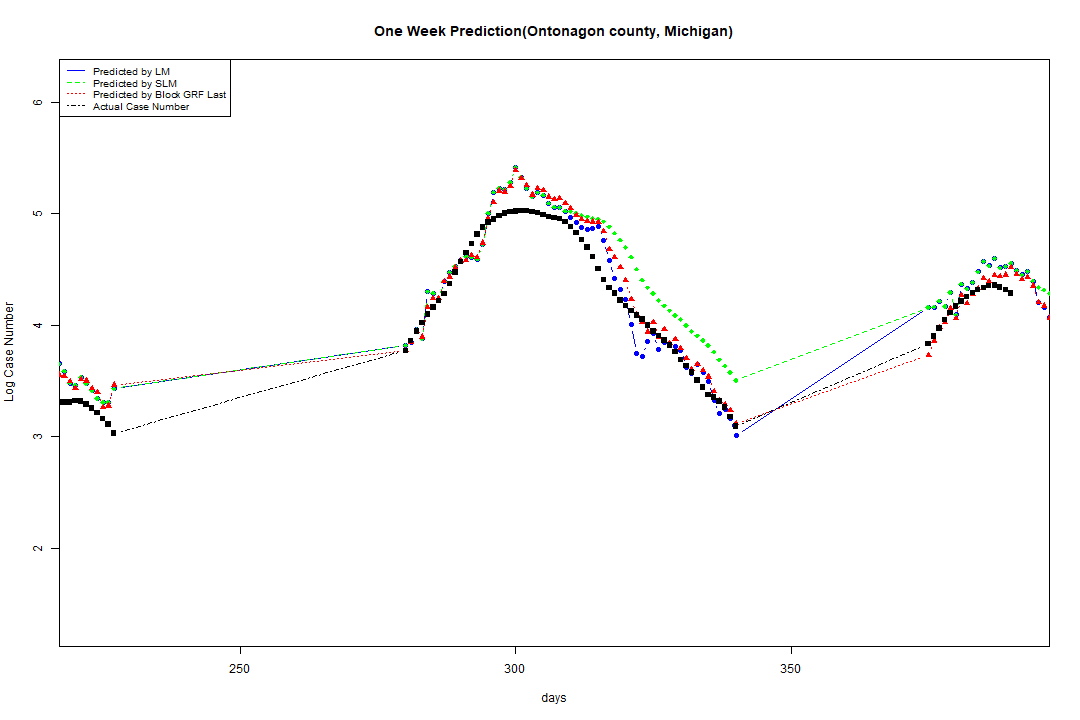 One Week Prediction(Ontonagon county, Michigan)
Predicted by LM
Predicted by SLM
Predicted by Block GRF Last
Actual Case Number
6
5
4
3
2
Log Case Number
250 300 350
days